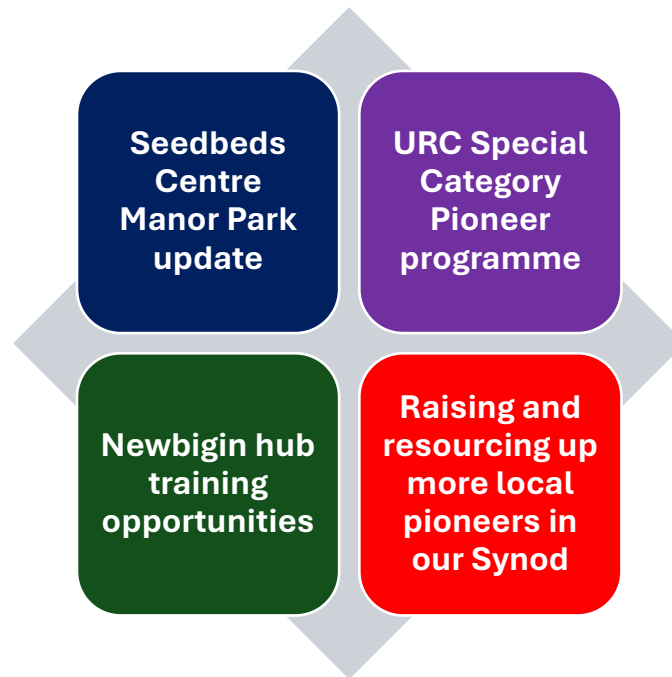 Seedbeds
Centre
Manor Park
update
URC Special
Category
Pioneer
programme
Newbigin hub
training
opportunities
Raising and
resourcing up
more local
pioneers in
our Synod